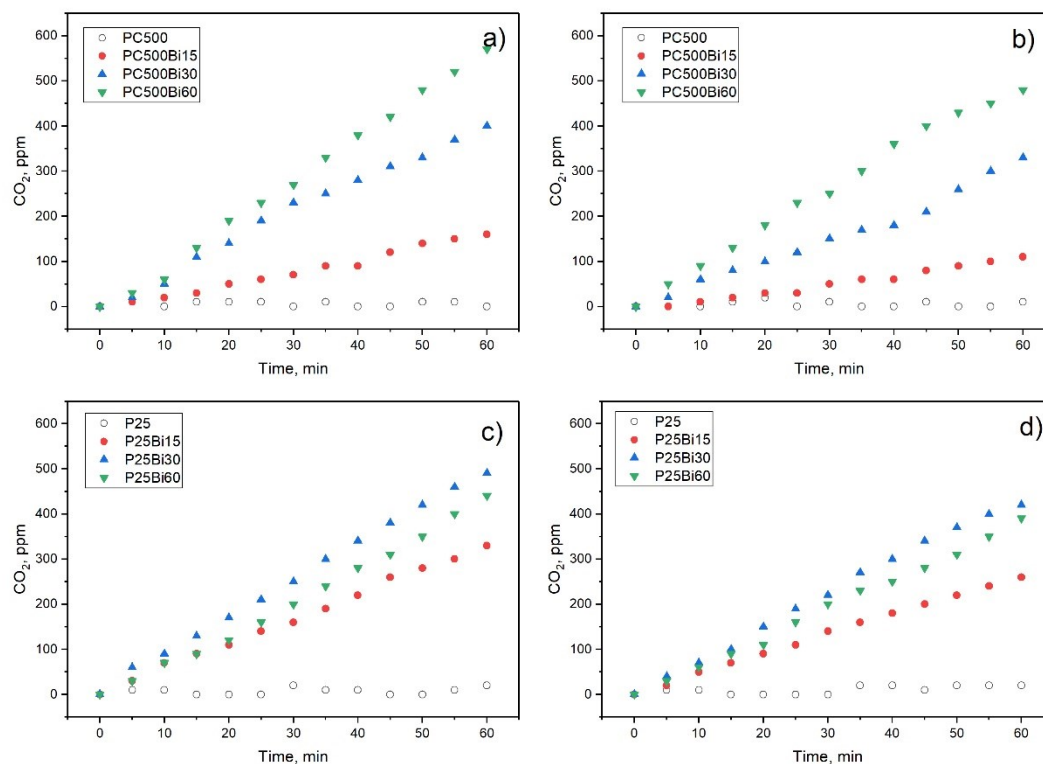 a)
PC500
PC500Bi15
PC500Bi30
PC500Bi60
600
500
400
300
200
100
0
CO₂, ppm
0 10 20 30 40 50 60
Time, min
b)
PC500
PC500Bi15
PC500Bi30
PC500Bi60
600
500
400
300
200
100
0
CO₂, ppm
0 10 20 30 40 50 60
Time, min
c)
P25
P25Bi15
P25Bi30
P25Bi60
600
500
400
300
200
100
0
CO₂, ppm
0 10 20 30 40 50 60
Time, min
d)
P25
P25Bi15
P25Bi30
P25Bi60
600
500
400
300
200
100
0
CO₂, ppm
0 10 20 30 40 50 60
Time, min